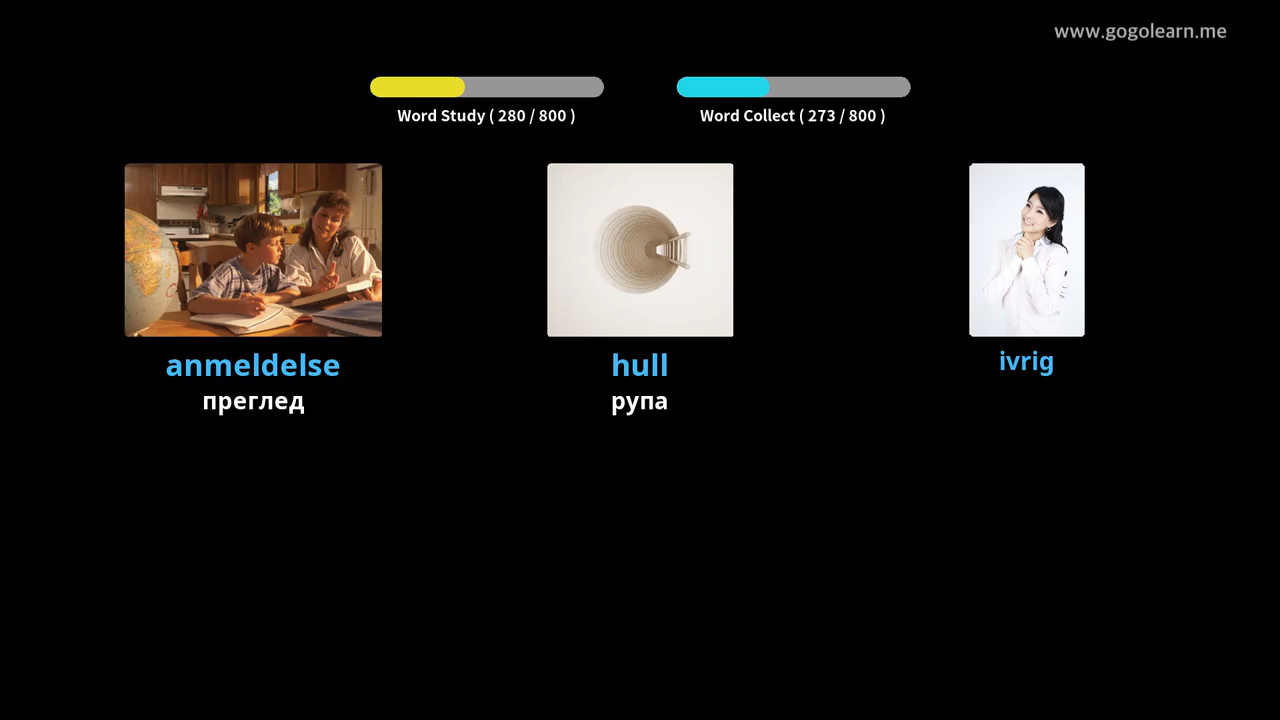 www.gogolearn.me
Word Study ( 280 / 800 )
Word Collect ( 273 / 800 )
anmeldelse
преглед
hull
рупа
ivrig